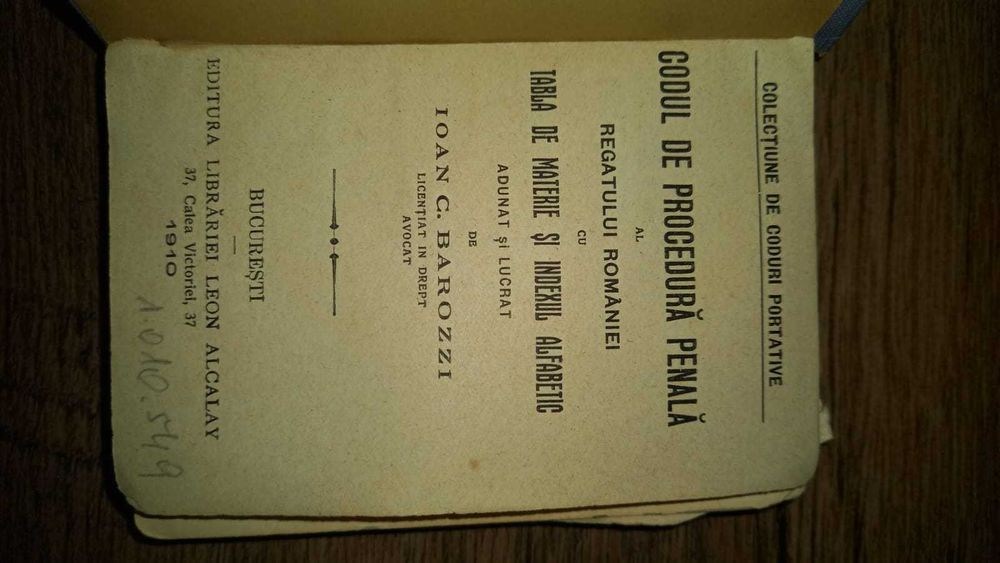 COLECȚIUNE DE CODURI PORTATIVE
CODUL DE PROCEDURĂ PENALĂ
AL
REGATULUI ROMÂNIEI
CU
TABLA DE MATERIE ȘI INDEXUL ALFABETIC
ADUNAT ȘI LUCRAT
DE
IOAN C. BAROZZI
LICENȚIAT IN DREPT
AVOCAT
BUCUREȘTI
EDITURA LIBRĂRIEI LEON ALCALAY
37, Calea Victoriei, 37
1910
1.010.549